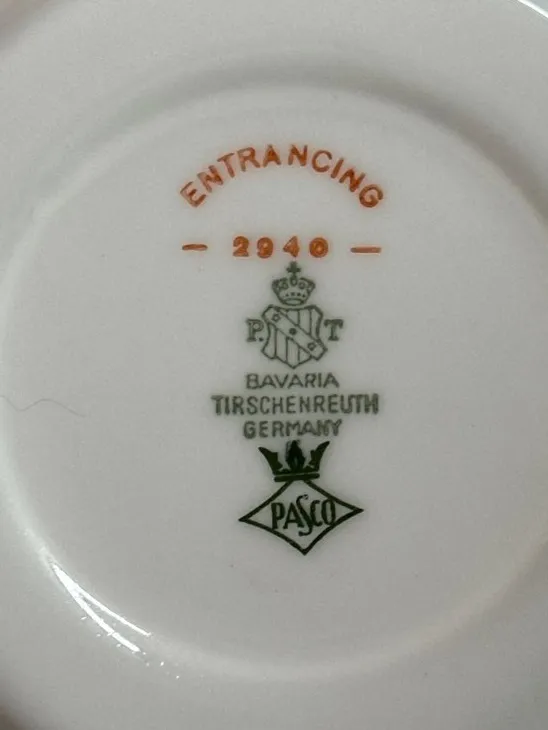 ENTRANCING
- 2940 -
P. T
BAVARIA
TIRSCHENREUTH
GERMANY
PASCO